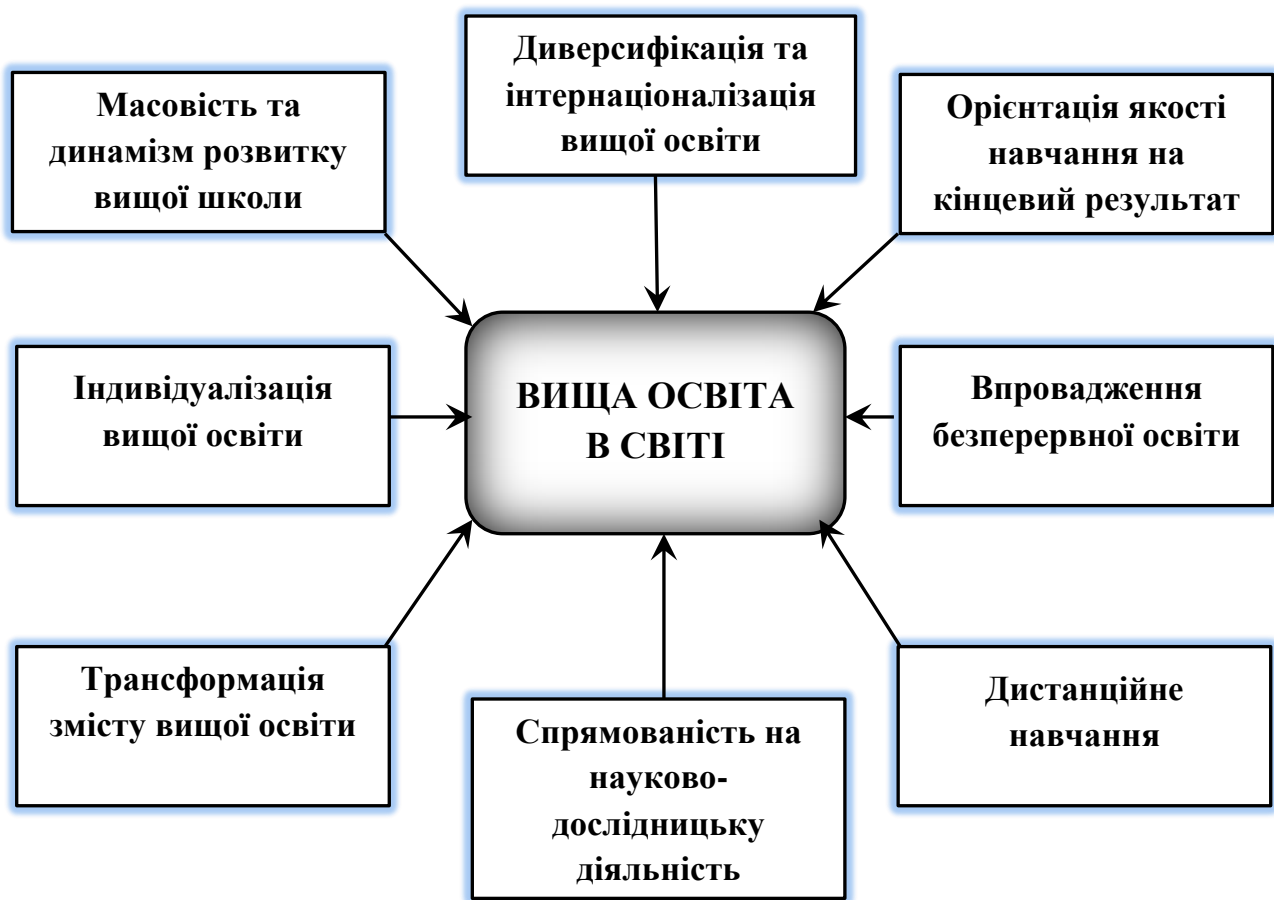 Масовість та
динамізм розвитку
вищої школи
Диверсифікація та
інтернаціоналізація
вищої освіти
Орієнтація якості
навчання на
кінцевий результат
Індивідуалізація
вищої освіти
ВИЩА ОСВІТА
В СВІТІ
Впровадження
безперервної освіти
Трансформація
змісту вищої освіти
Спрямованість на
науково-
дослідницьку
діяльність
Дистанційне
навчання